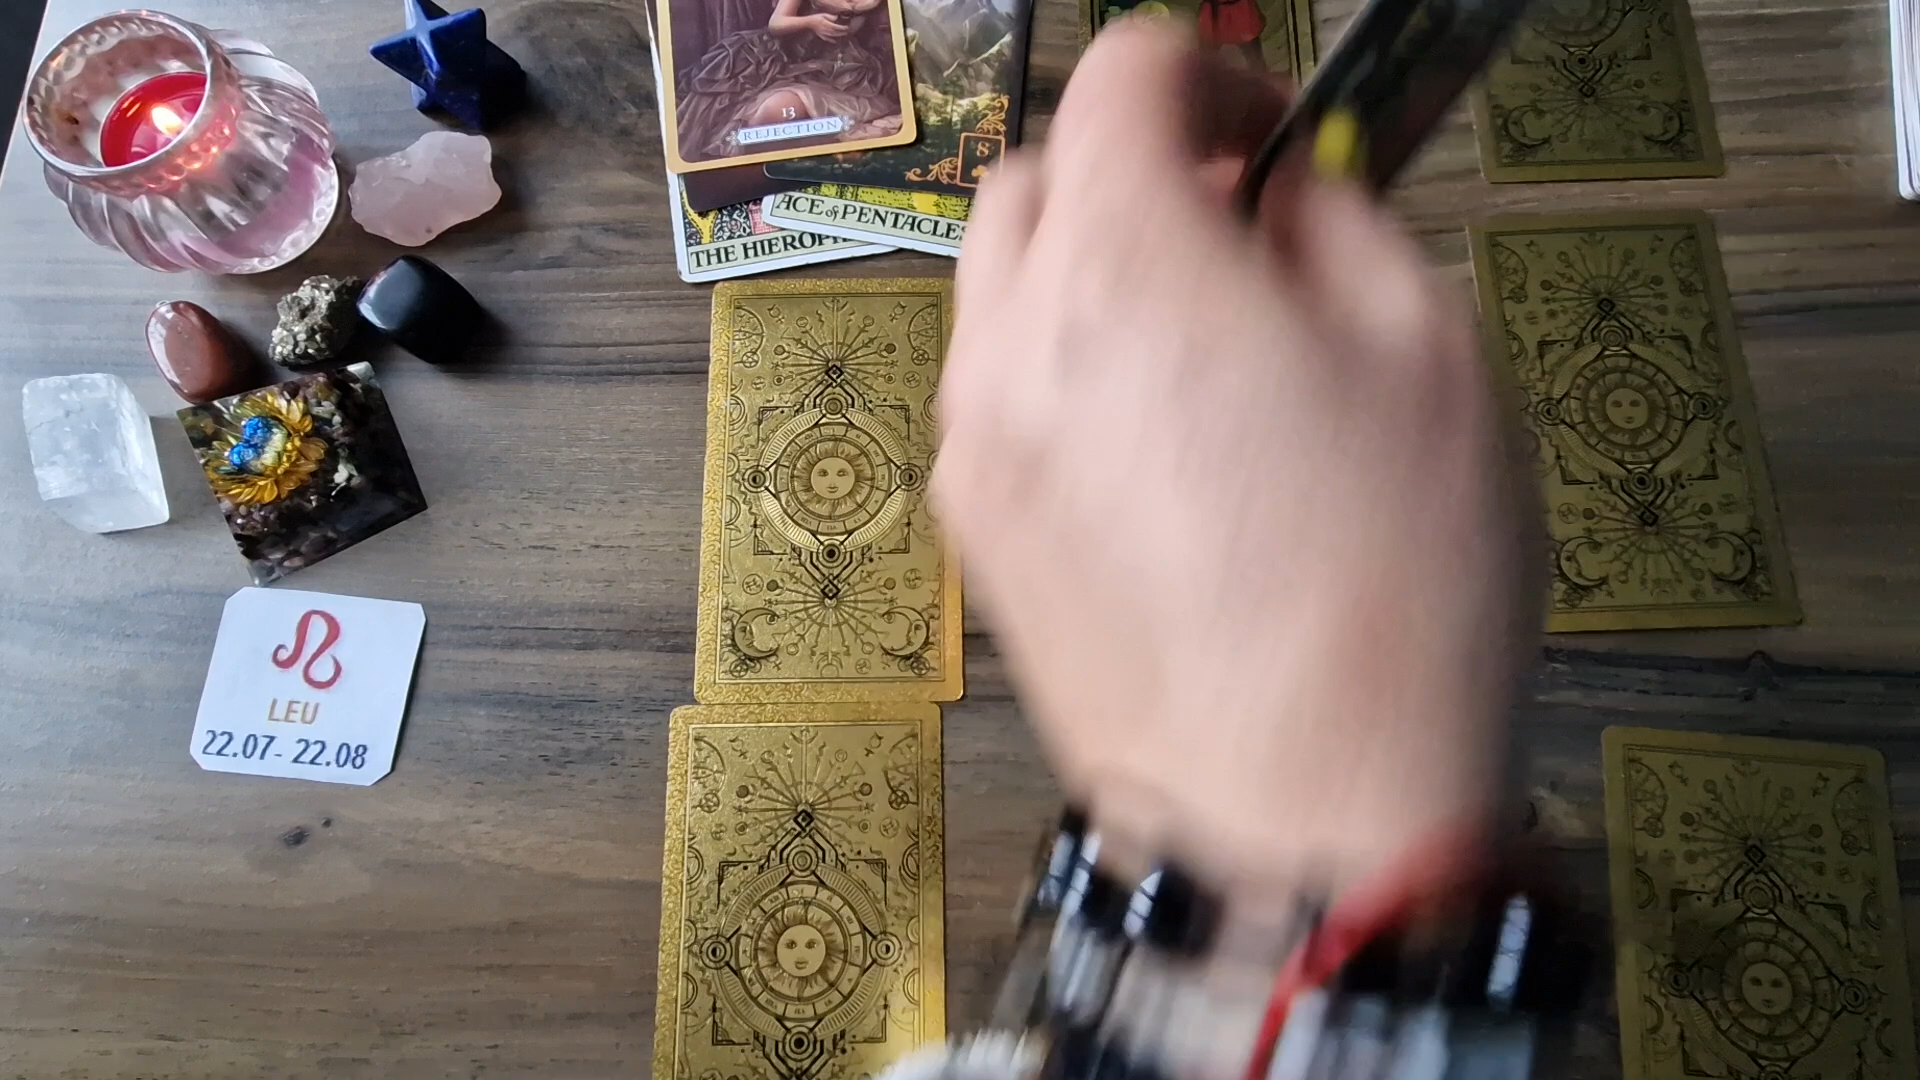 13
REJECTION
8
ACE of PENTACLES
THE HIEROPH
LEU
22.07- 22.08